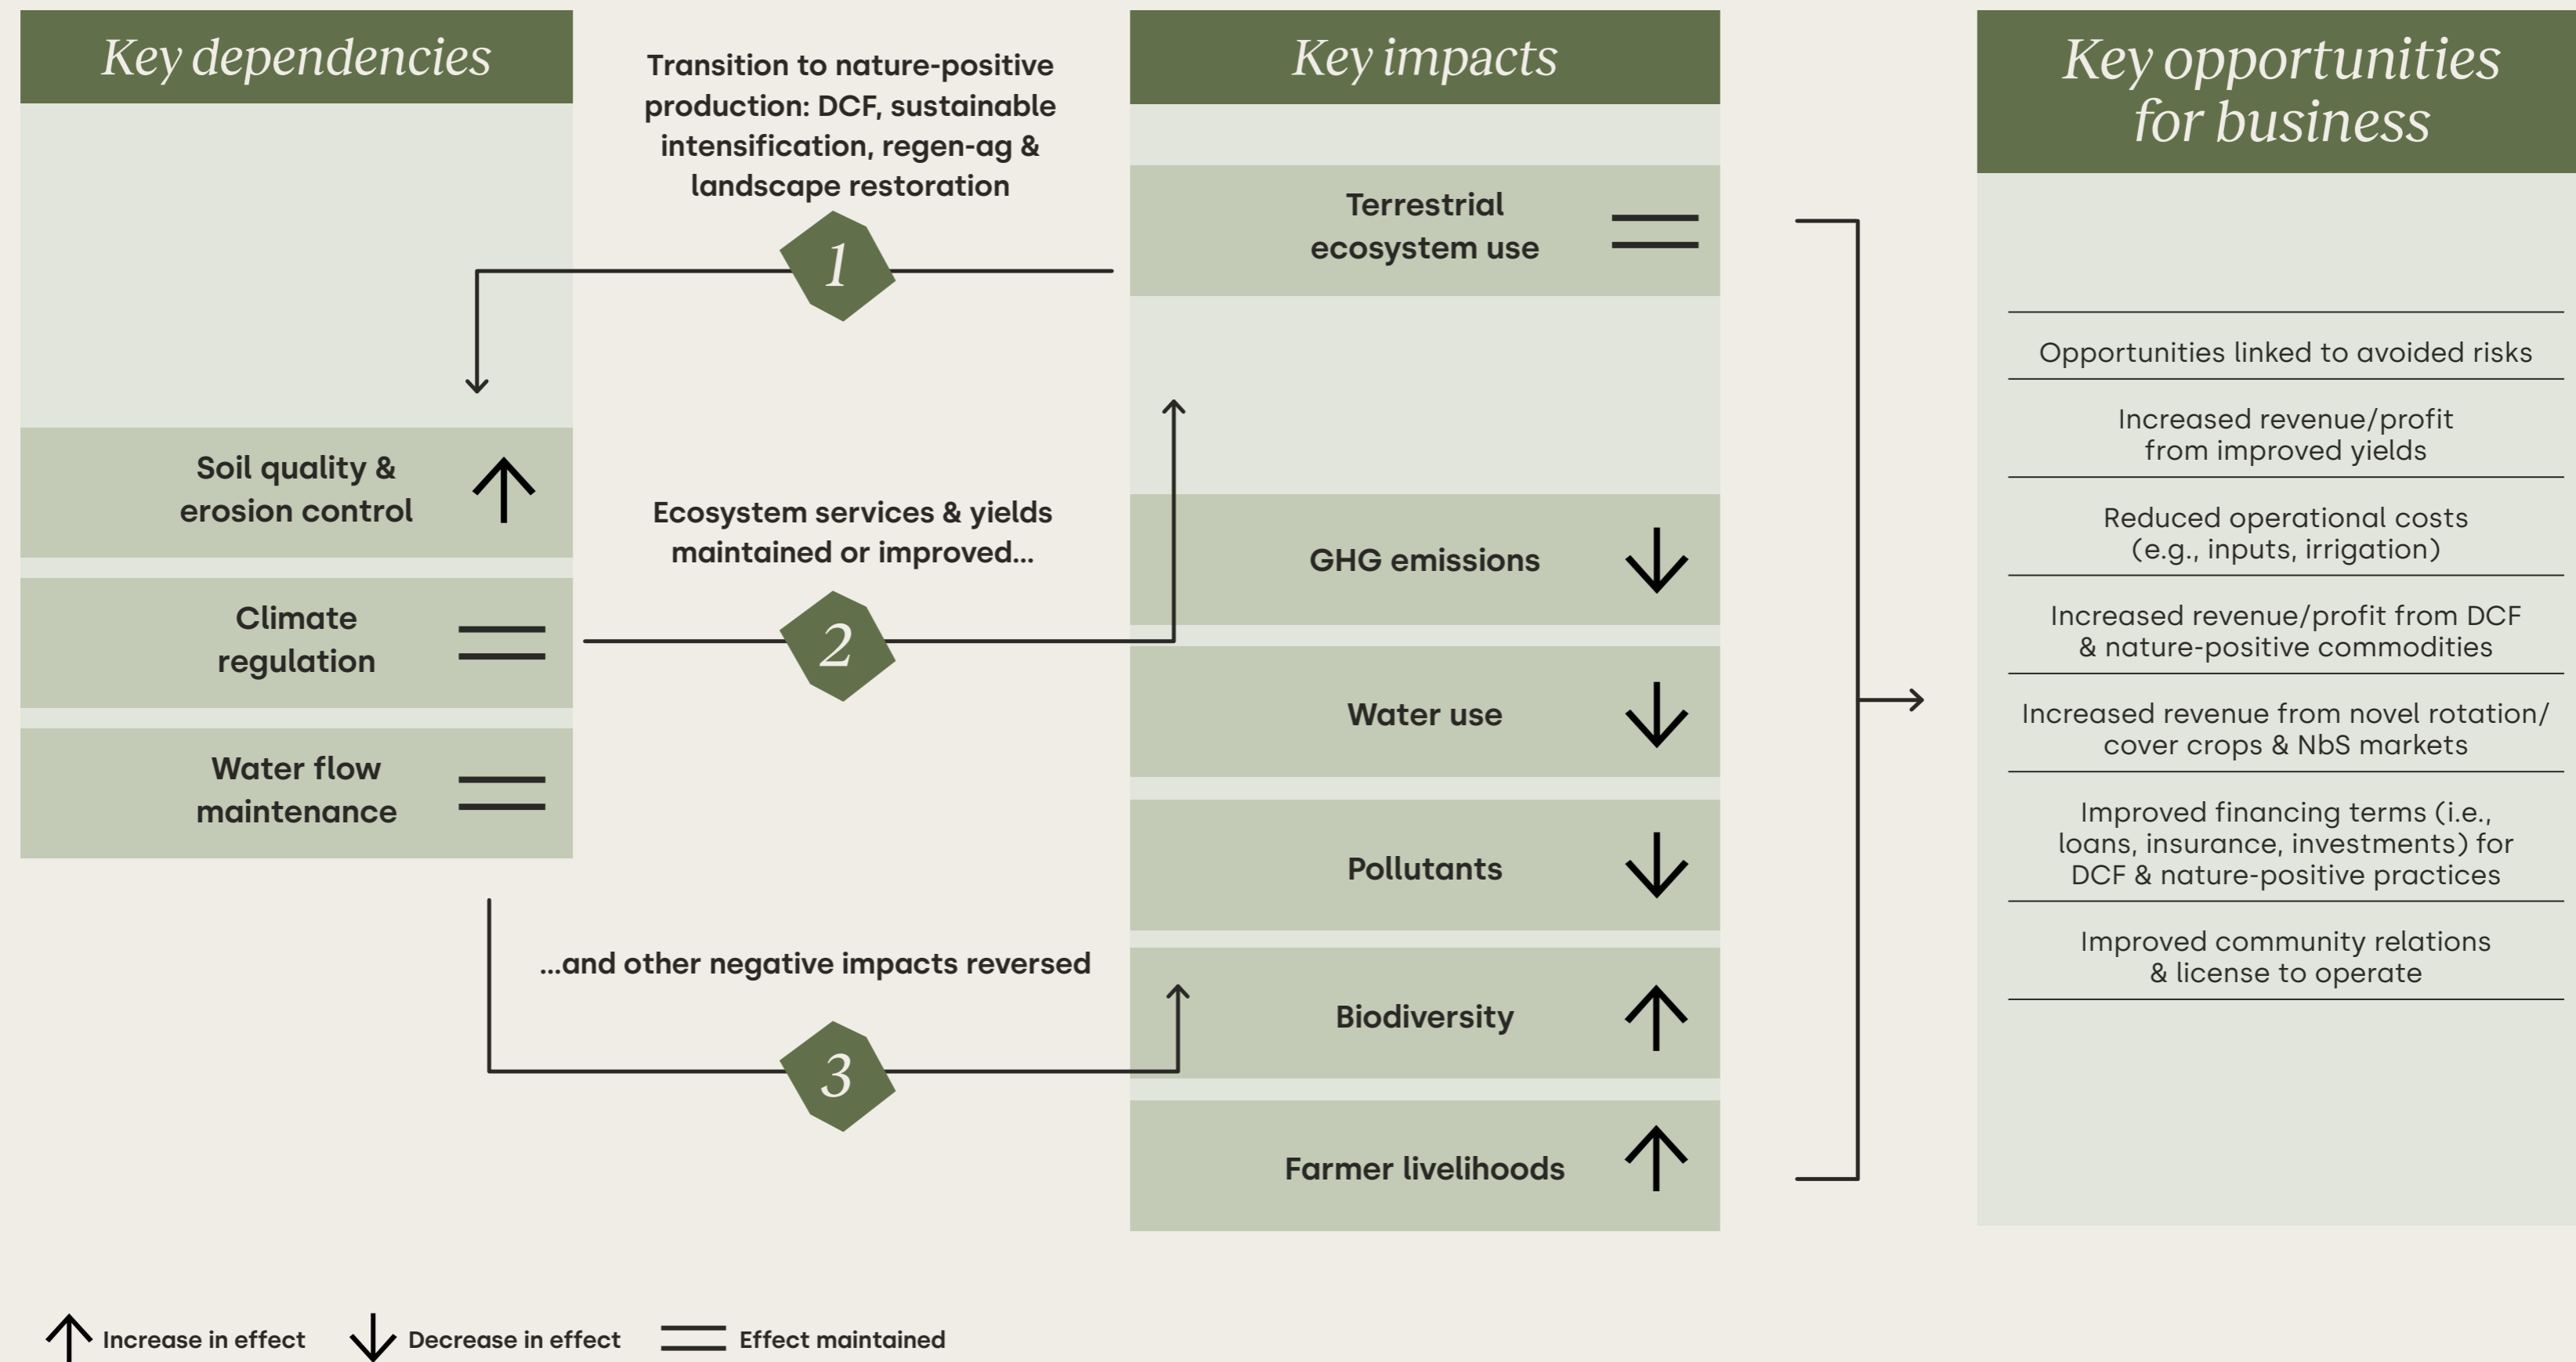 Key dependencies
Transition to nature-positive
production: DCF, sustainable
intensification, regen-ag &
landscape restoration
1
Soil quality &
erosion control
Climate
regulation
Water flow
maintenance
Ecosystem services & yields
maintained or improved...
2
...and other negative impacts reversed
3
Key impacts
Terrestrial
ecosystem use
GHG emissions
Water use
Pollutants
Biodiversity
Farmer livelihoods
Key opportunities
for business
Opportunities linked to avoided risks
Increased revenue/profit
from improved yields
Reduced operational costs
(e.g., inputs, irrigation)
Increased revenue/profit from DCF
& nature-positive commodities
Increased revenue from novel rotation/
cover crops & NbS markets
Improved financing terms (i.e.,
loans, insurance, investments) for
DCF & nature-positive practices
Improved community relations
& license to operate
Increase in effect
Decrease in effect
Effect maintained